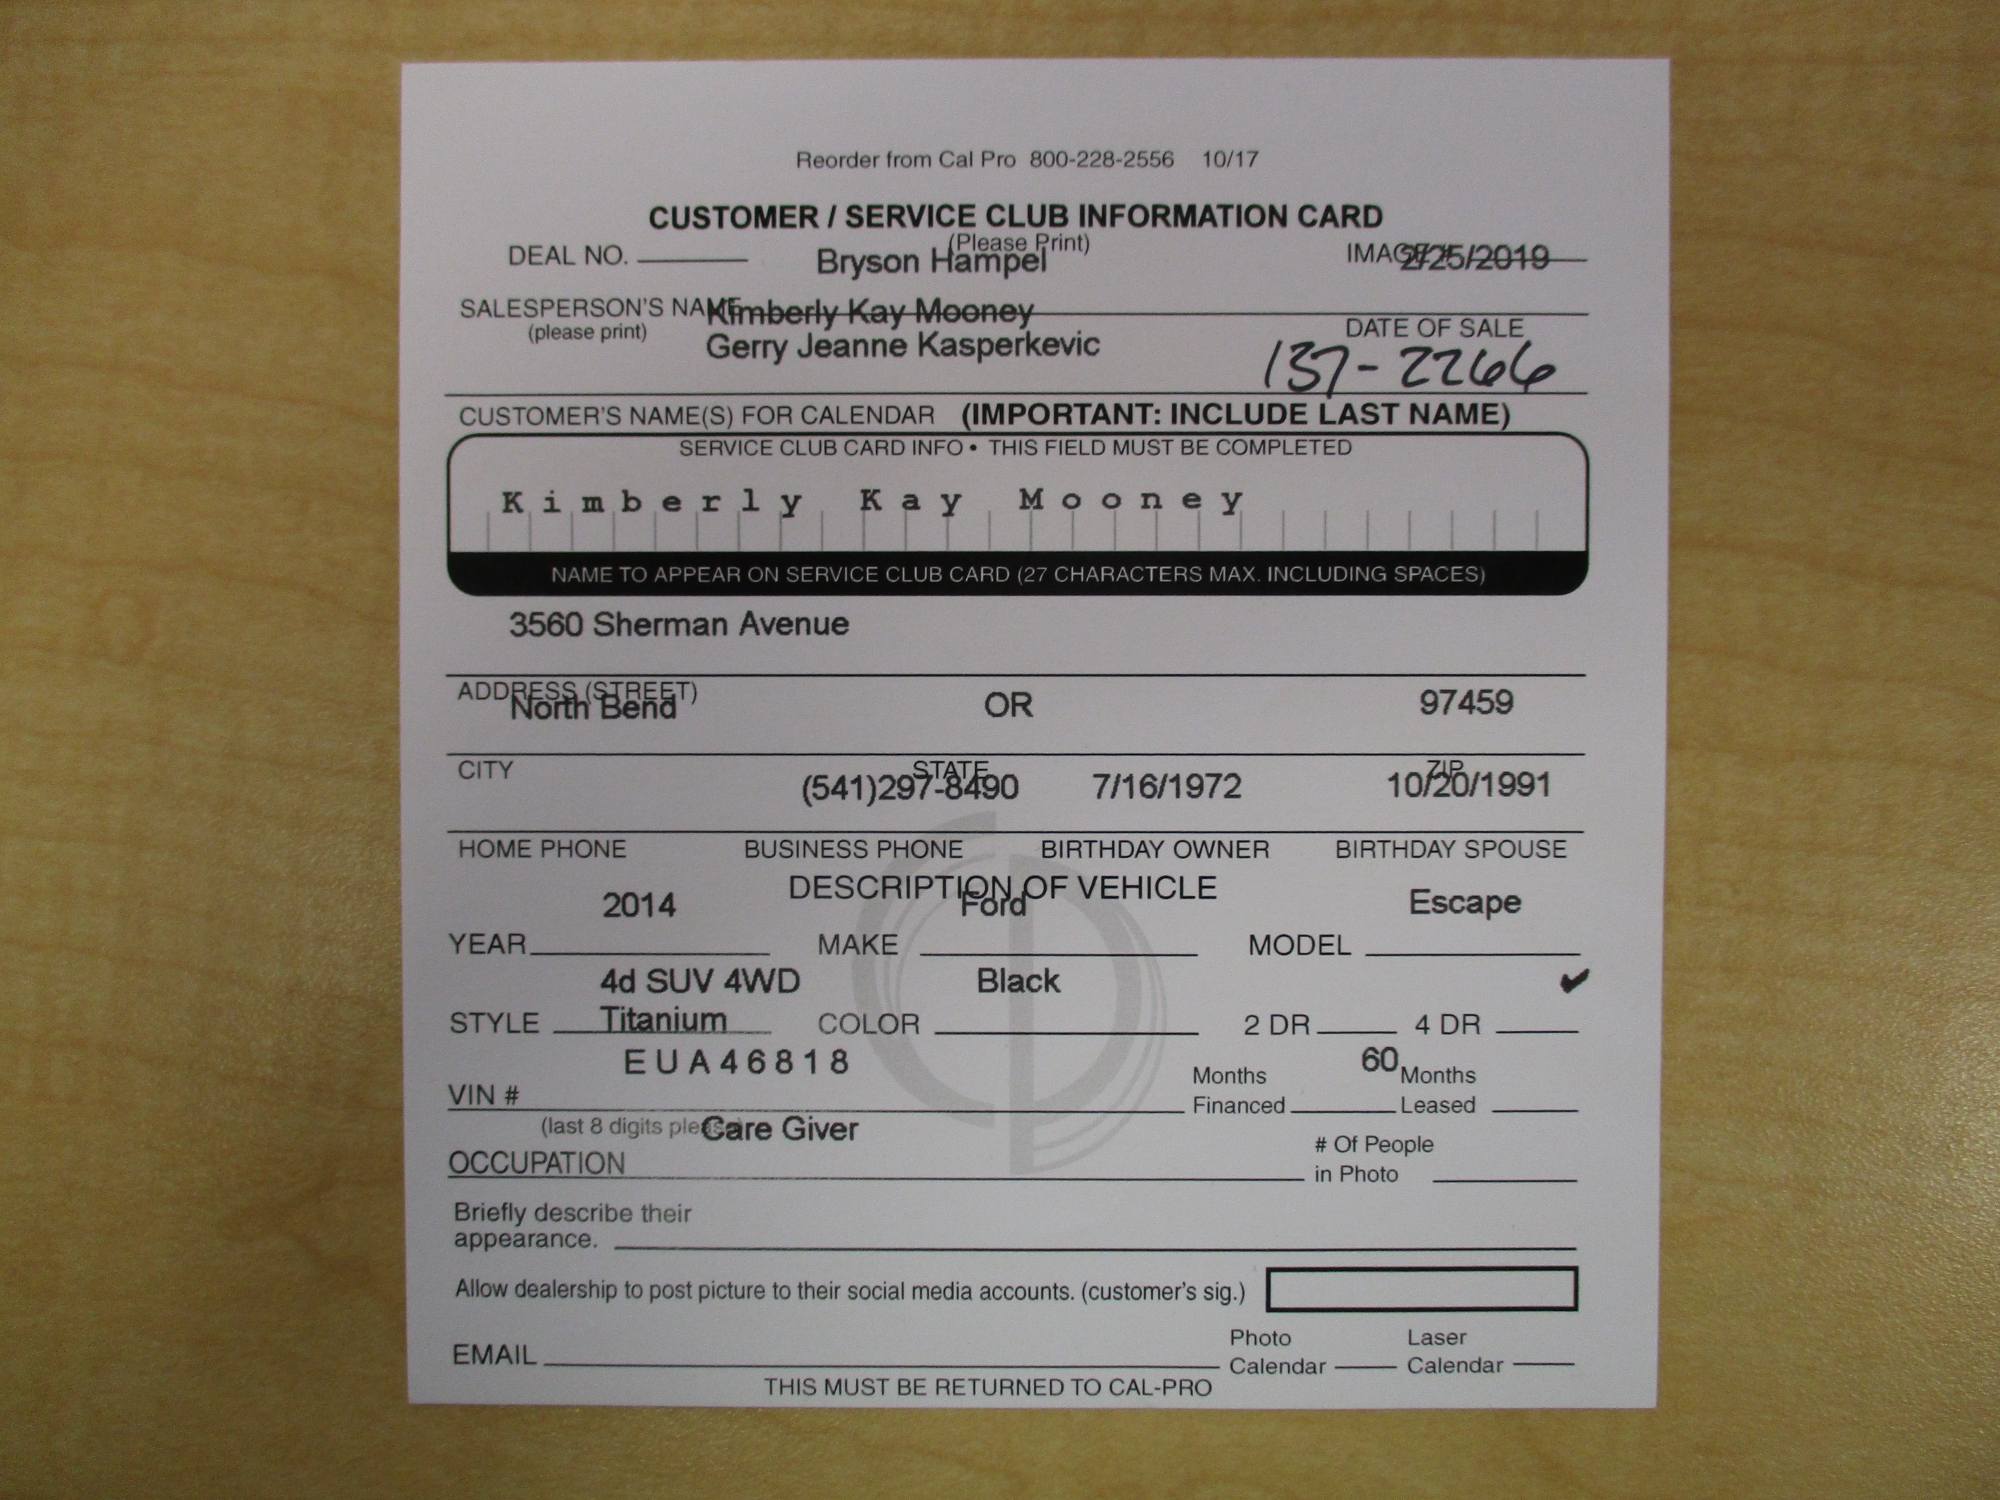 Reorder from Cal Pro 800-228-2556 10/17
CUSTOMER / SERVICE CLUB INFORMATION CARD
(Please Print)
DEAL NO. Bryson Hampel IMAGE # 2/25/2019
SALESPERSON'S NAME Kimberly Kay Mooney
(please print) Gerry Jeanne Kasperkevic DATE OF SALE
137-2266
CUSTOMER'S NAME(S) FOR CALENDAR (IMPORTANT: INCLUDE LAST NAME)
SERVICE CLUB CARD INFO • THIS FIELD MUST BE COMPLETED
Kimberly Kay Mooney
NAME TO APPEAR ON SERVICE CLUB CARD (27 CHARACTERS MAX. INCLUDING SPACES)
3560 Sherman Avenue
ADDRESS (STREET)
North Bend OR 97459
CITY STATE ZIP
(541)297-8490 7/16/1972 10/20/1991
HOME PHONE BUSINESS PHONE BIRTHDAY OWNER BIRTHDAY SPOUSE
DESCRIPTION OF VEHICLE
2014 Ford Escape
YEAR MAKE MODEL
4d SUV 4WD Black ✔
STYLE Titanium COLOR 2 DR 4 DR
EUA46818 60
VIN # Months Financed Months Leased
(last 8 digits please) Care Giver
OCCUPATION # Of People in Photo
Briefly describe their
appearance.
Allow dealership to post picture to their social media accounts. (customer's sig.)
EMAIL Photo Calendar Laser Calendar
THIS MUST BE RETURNED TO CAL-PRO